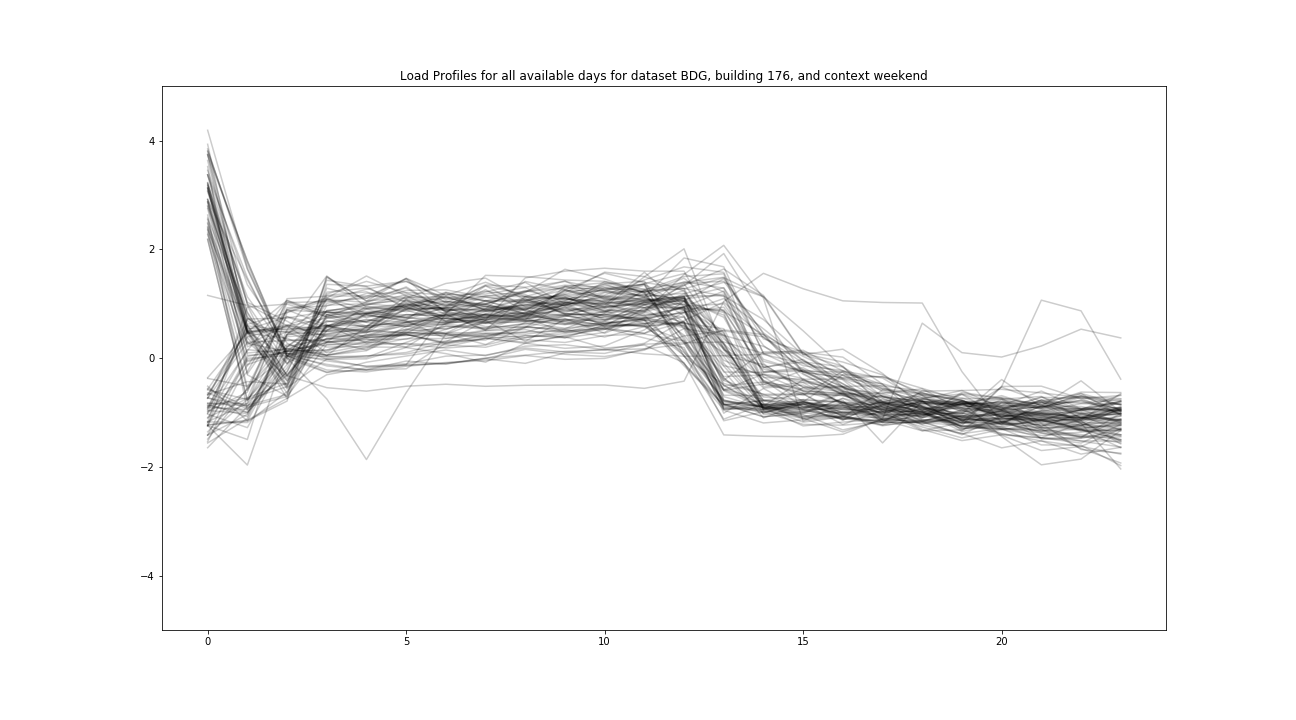 Load Profiles for all available days for dataset BDG, building 176, and context weekend
4
2
0
−2
−4
0 5 10 15 20